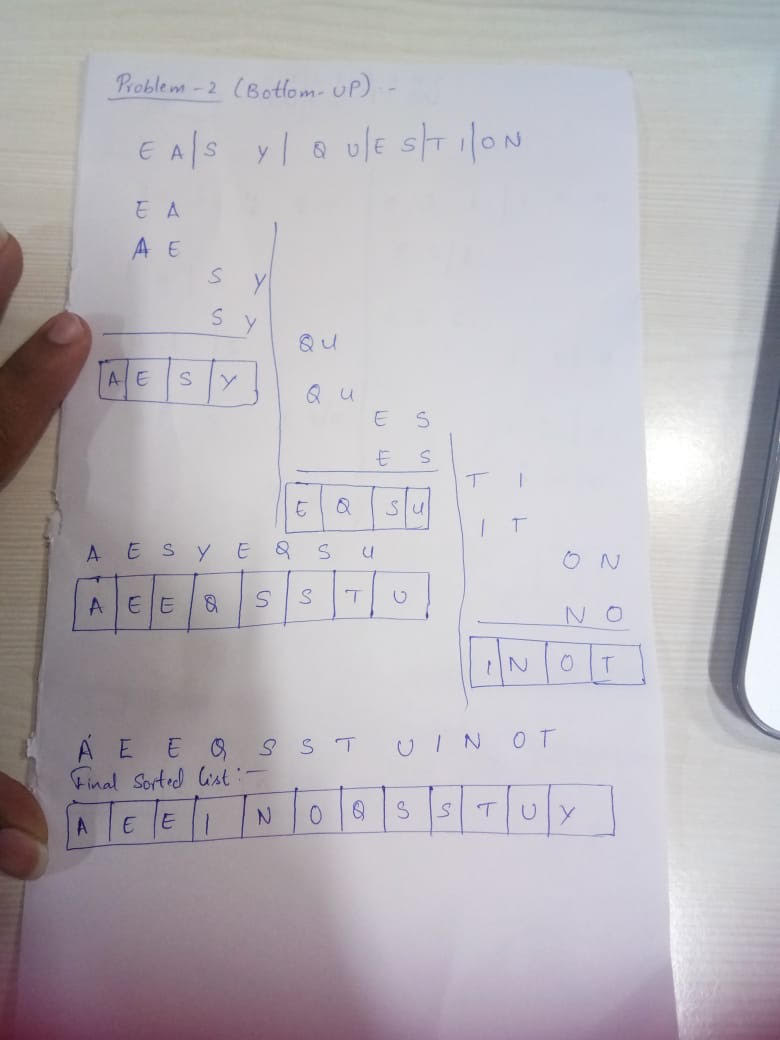 Problem-2 (Bottom-UP):-
E A|S Y| Q U|E S|T I|O N
E A
A E
S Y
S Y
A E S Y
Q U
Q U
E S
E S
E Q S U
T I
I T
O N
N O
I N O T
A E S Y E Q S U
A E E Q S S T U
A E E Q S S T U I N O T
Final Sorted list:-
A E E I N O Q S S T U Y